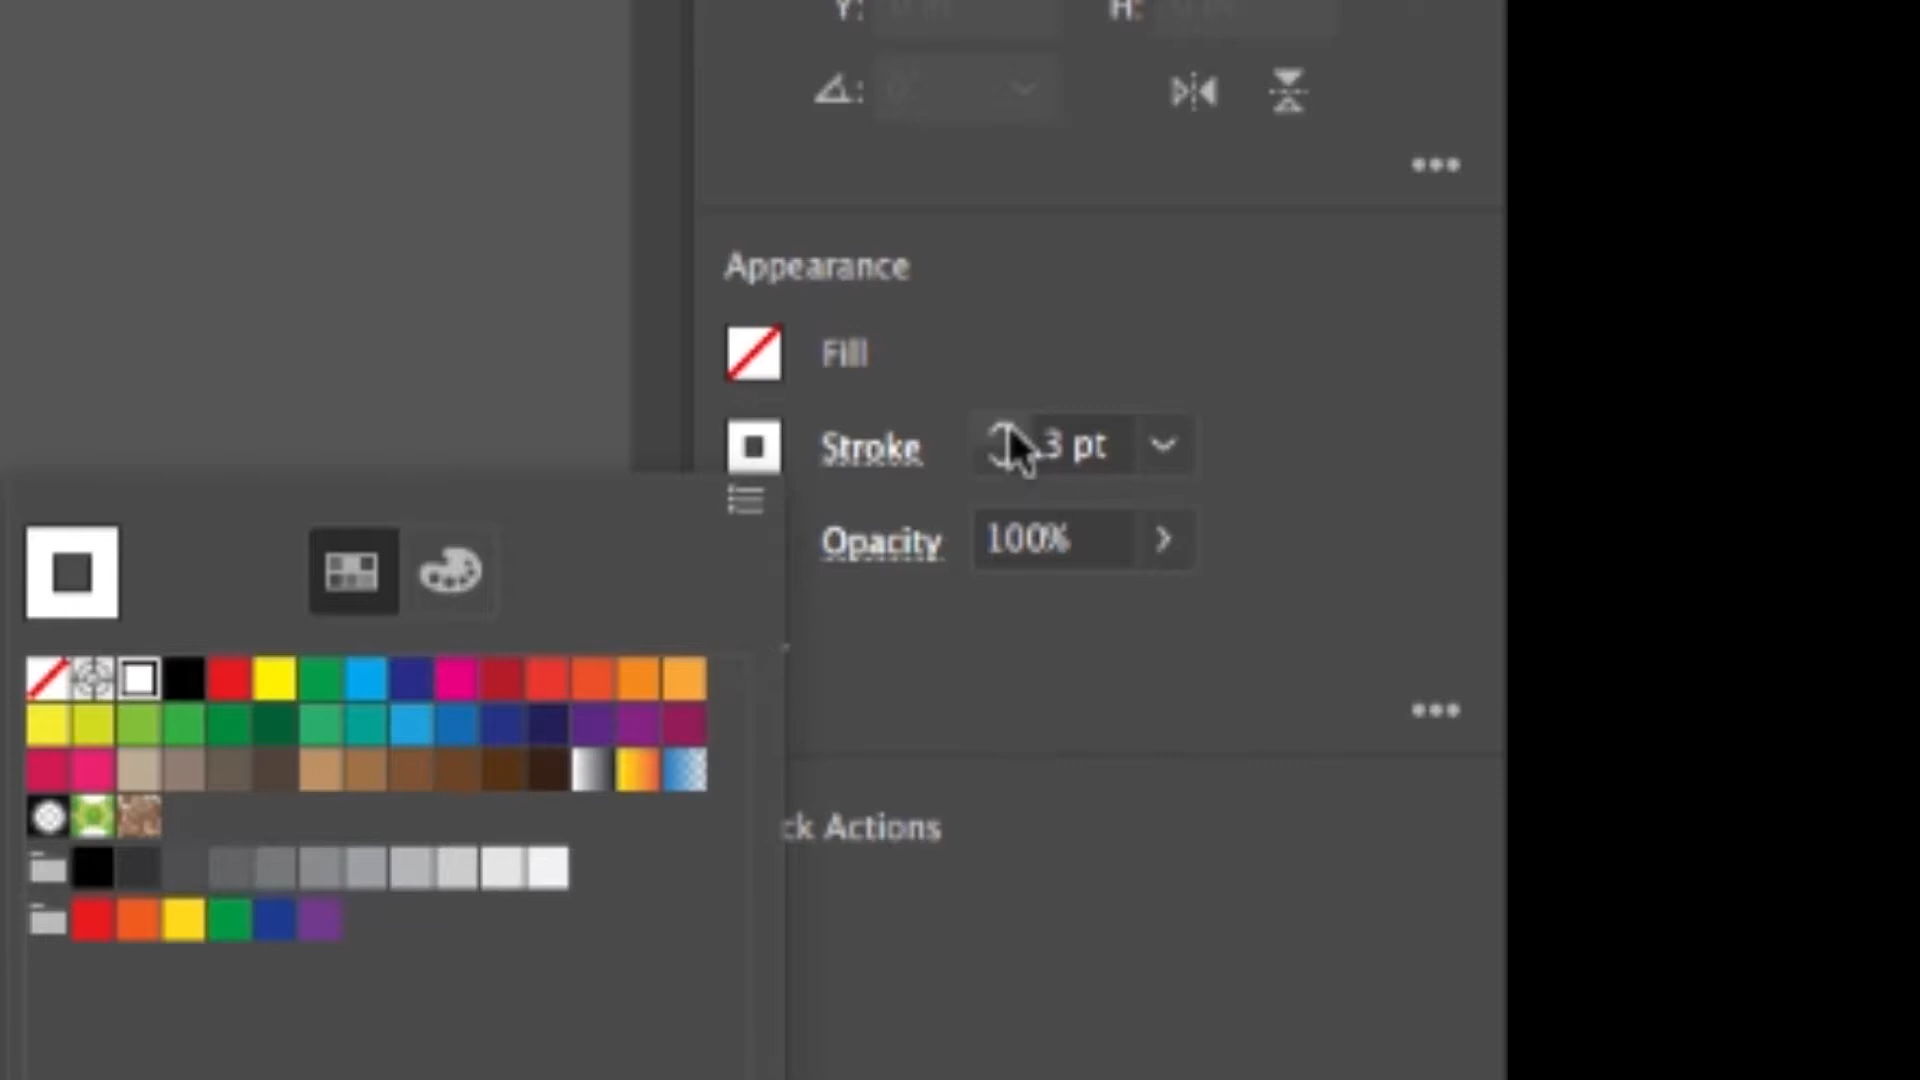 Y: H:
Appearance
Fill
Stroke 3 pt
Opacity 100%
ck Actions